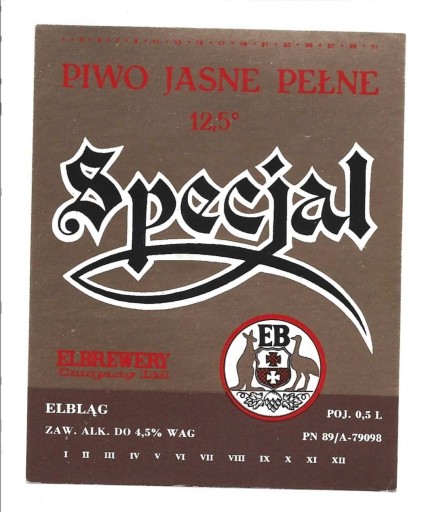 PIWO JASNE PEŁNE
12,5°
Specjal
ELBREWERY
Company Ltd
EB
ELBLĄG
POJ. 0,5 L
ZAW. ALK. DO 4,5% WAG
PN 89/A-79098
I II III IV V VI VII VIII IX X XI XII